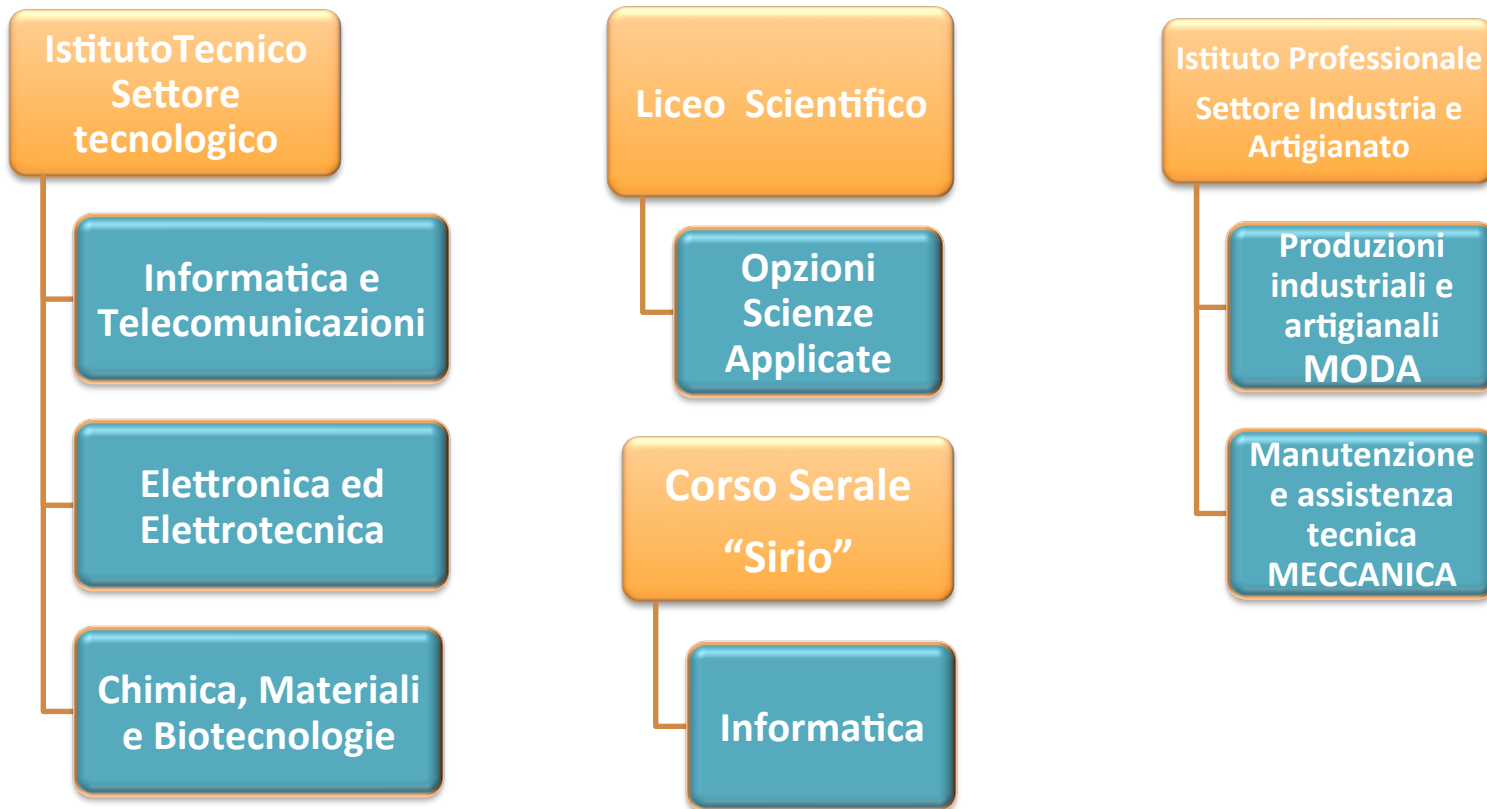 IstitutoTecnico
Settore
tecnologico
Informatica e
Telecomunicazioni
Elettronica ed
Elettrotecnica
Chimica, Materiali
e Biotecnologie
Liceo Scientifico
Opzioni
Scienze
Applicate
Corso Serale
“Sirio”
Informatica
Istituto Professionale
Settore Industria e
Artigianato
Produzioni
industriali e
artigianali
MODA
Manutenzione
e assistenza
tecnica
MECCANICA